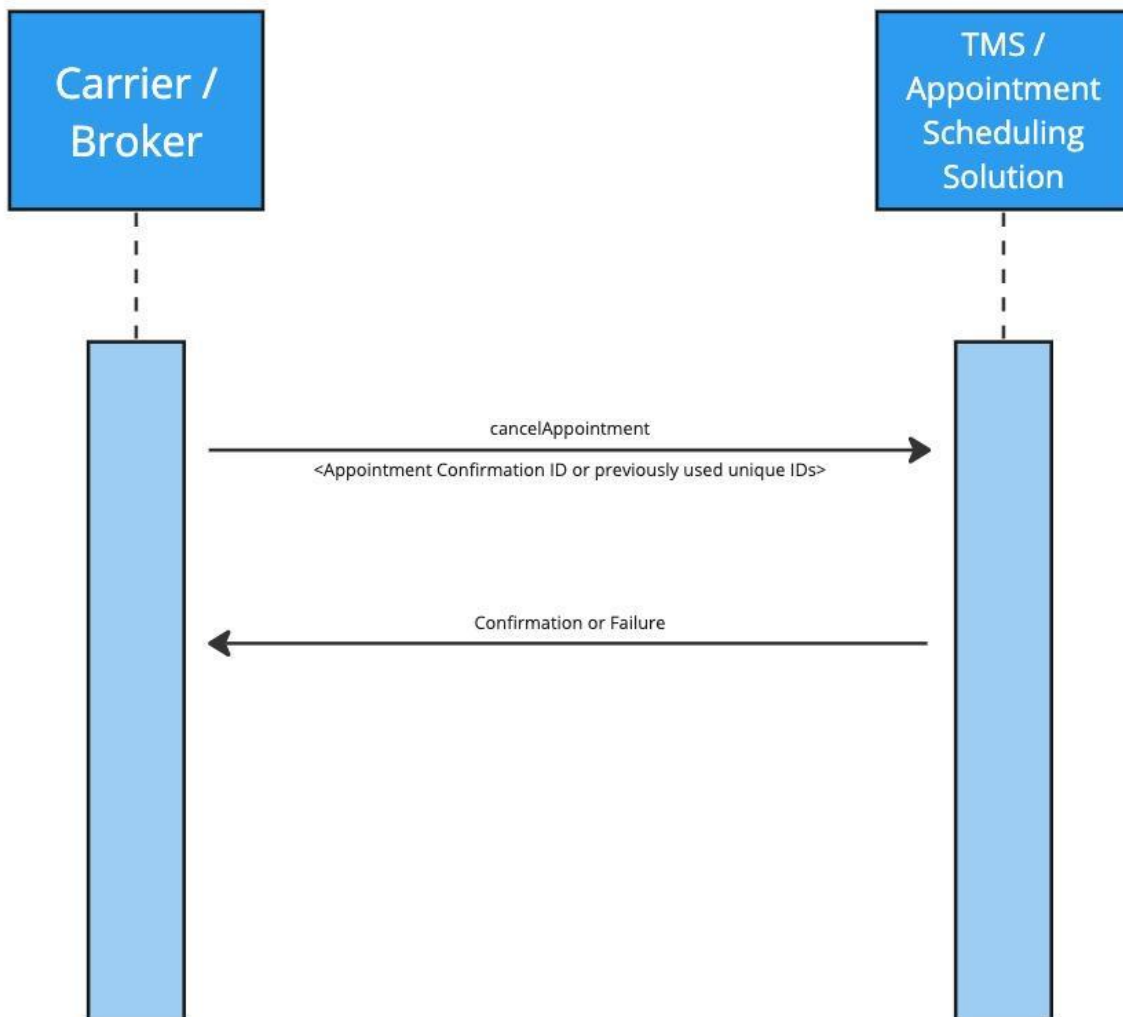 Carrier /
Broker
TMS /
Appointment
Scheduling
Solution
cancelAppointment
<Appointment Confirmation ID or previously used unique IDs>
Confirmation or Failure